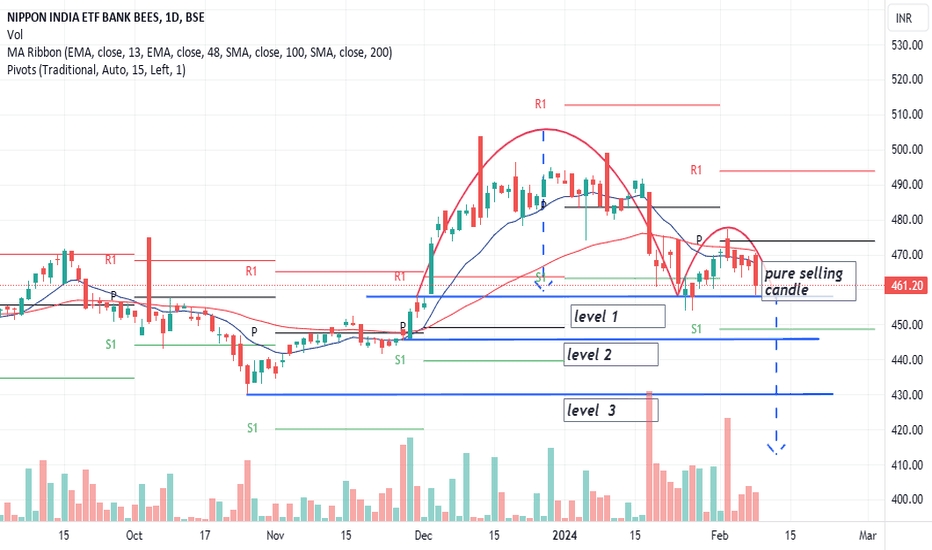 NIPPON INDIA ETF BANK BEES, 1D, BSE
INR
Vol
MA Ribbon (EMA, close, 13, EMA, close, 48, SMA, close, 100, SMA, close, 200)
Pivots (Traditional, Auto, 15, Left, 1)
530.00
520.00
510.00
500.00
490.00
480.00
470.00
461.20
450.00
440.00
430.00
420.00
410.00
400.00
R1
R1
P
P
R1
R1
R1
P
S1
pure selling
candle
P
P
level 1
S1
S1
S1
level 2
level 3
S1
15
Oct
15
Nov
15
Dec
15
2024
15
Feb
15
Mar